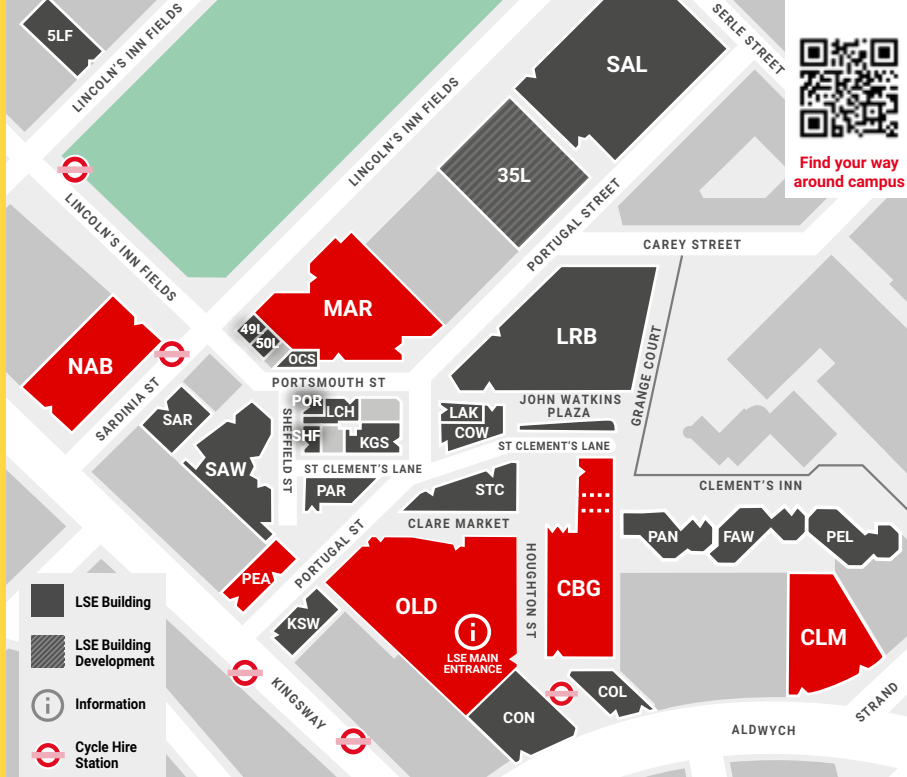 5LF
LINCOLN'S INN FIELDS
SERLE STREET
SAL
Find your way
around campus
LINCOLN'S INN FIELDS
35L
LINCOLN'S INN FIELDS
PORTUGAL STREET
CAREY STREET
MAR
49L
50L
OCS
LRB
NAB
GRANGE COURT
PORTSMOUTH ST
SARDINIA ST
POR
LCH
JOHN WATKINS
PLAZA
LAK
COW
SAR
SHEFFIELD ST
SHF
KGS
ST CLEMENT'S LANE
SAW
ST CLEMENT'S LANE
PAR
STC
CLEMENT'S INN
CLARE MARKET
PORTUGAL ST
PAN
FAW
PEL
HOUGHTON ST
PEA
CBG
OLD
KSW
CLM
LSE MAIN
ENTRANCE
COL
CON
KINGSWAY
STRAND
ALDWYCH
LSE Building
LSE Building
Development
i
Information
Cycle Hire
Station
i